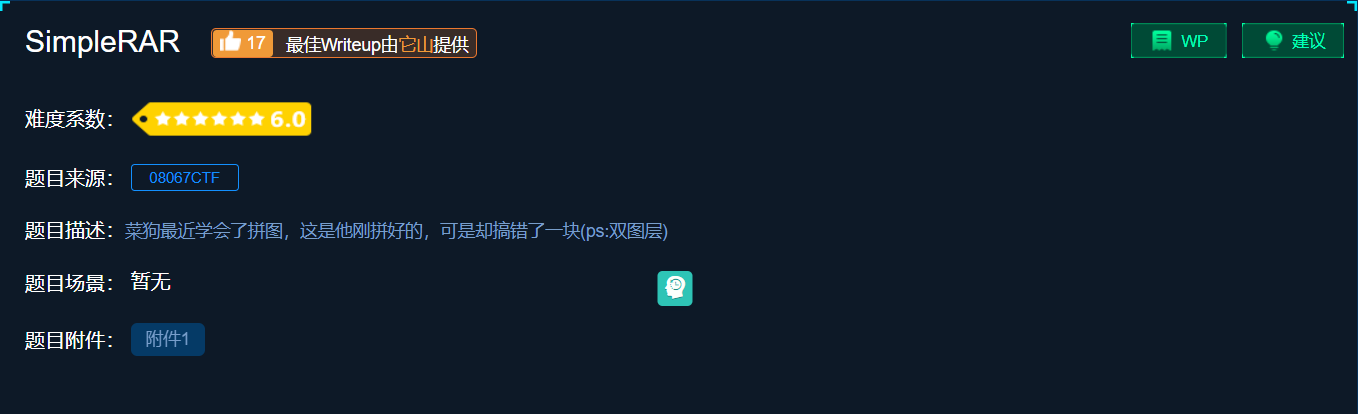 SimpleRAR 17 最佳Writeup由它山提供 WP 建议
难度系数： 6.0
题目来源： 08067CTF
题目描述： 菜狗最近学会了拼图，这是他刚拼好的，可是却搞错了一块(ps:双图层)
题目场景： 暂无
题目附件： 附件1